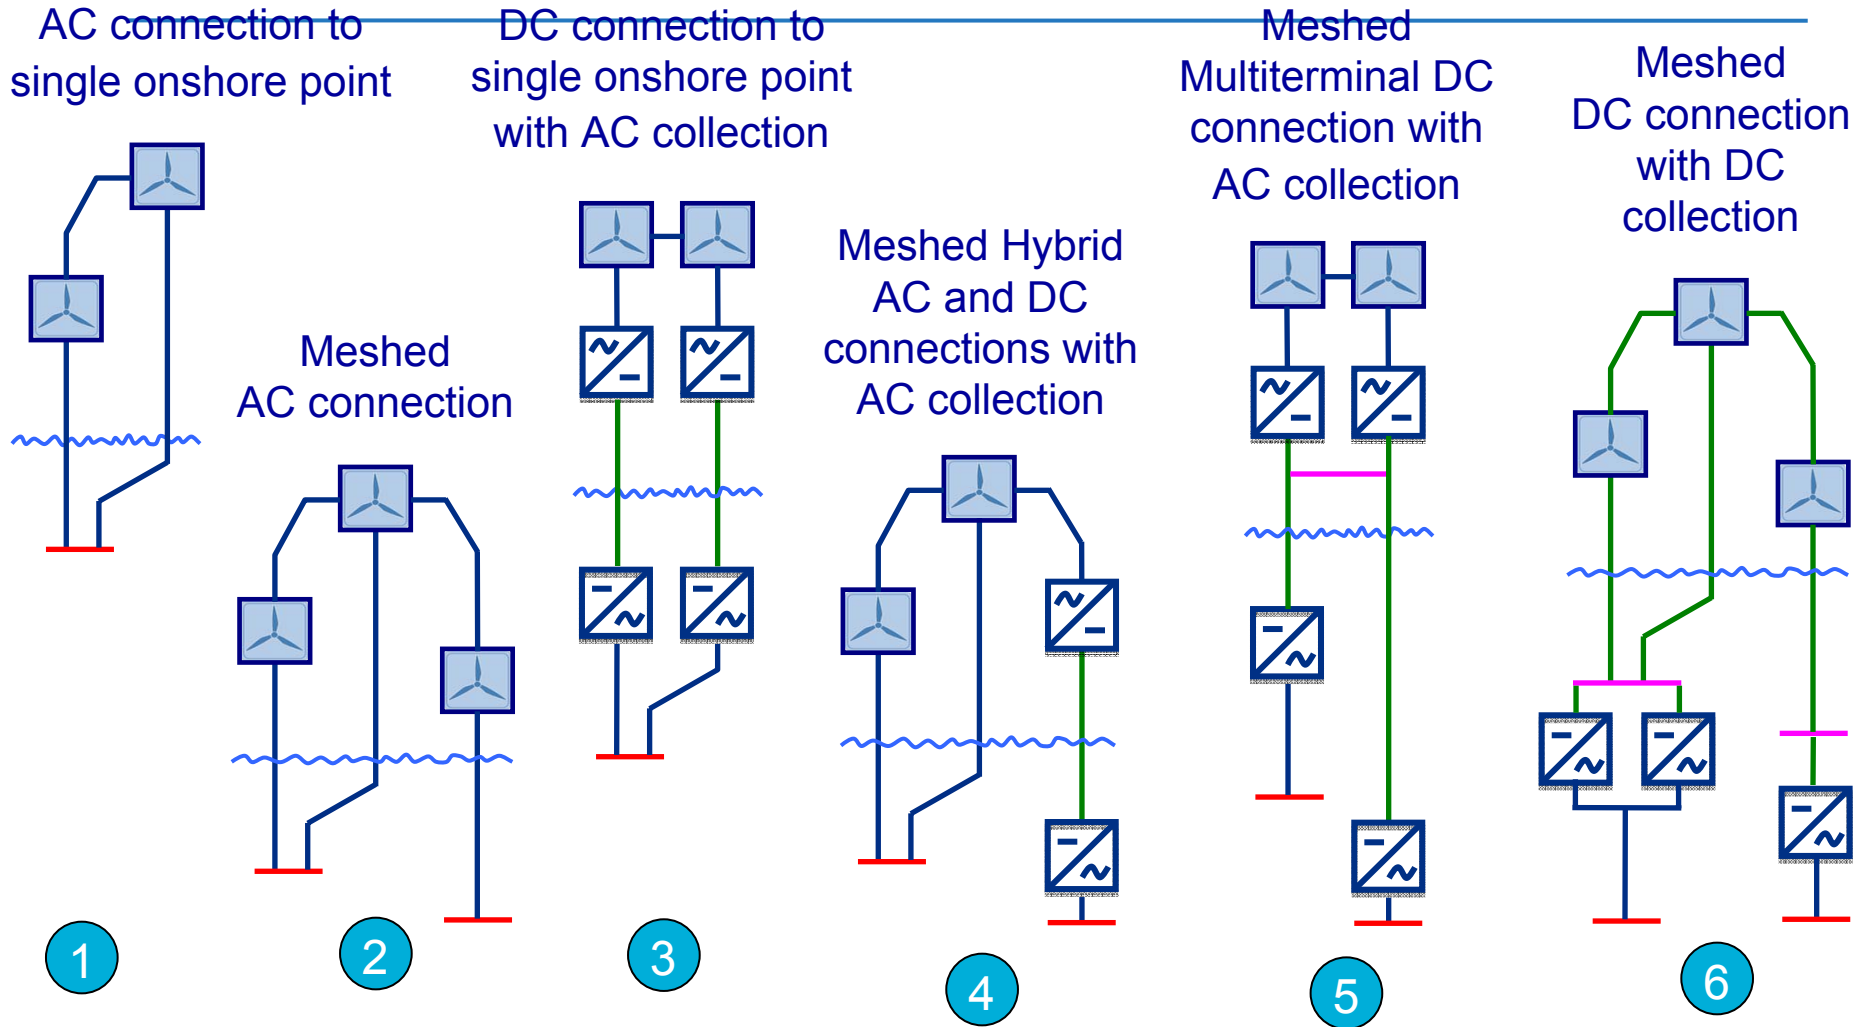 AC connection to
single onshore point
DC connection to
single onshore point
with AC collection
Meshed
Multiterminal DC
connection with
AC collection
Meshed
DC connection
with DC
collection
Meshed Hybrid
AC and DC
connections with
AC collection
Meshed
AC connection
1
2
3
4
5
6